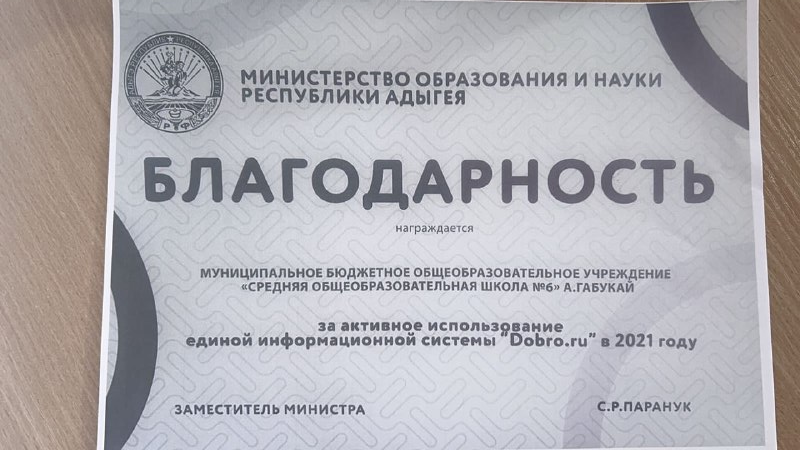 МИНИСТЕРСТВО ОБРАЗОВАНИЯ И НАУКИ
РЕСПУБЛИКИ АДЫГЕЯ
БЛАГОДАРНОСТЬ
награждается
МУНИЦИПАЛЬНОЕ БЮДЖЕТНОЕ ОБЩЕОБРАЗОВАТЕЛЬНОЕ УЧРЕЖДЕНИЕ
«СРЕДНЯЯ ОБЩЕОБРАЗОВАТЕЛЬНАЯ ШКОЛА №6» А.ГАБУКАЙ
за активное использование
единой информационной системы "Dobro.ru" в 2021 году
ЗАМЕСТИТЕЛЬ МИНИСТРА С.Р.ПАРАНУК